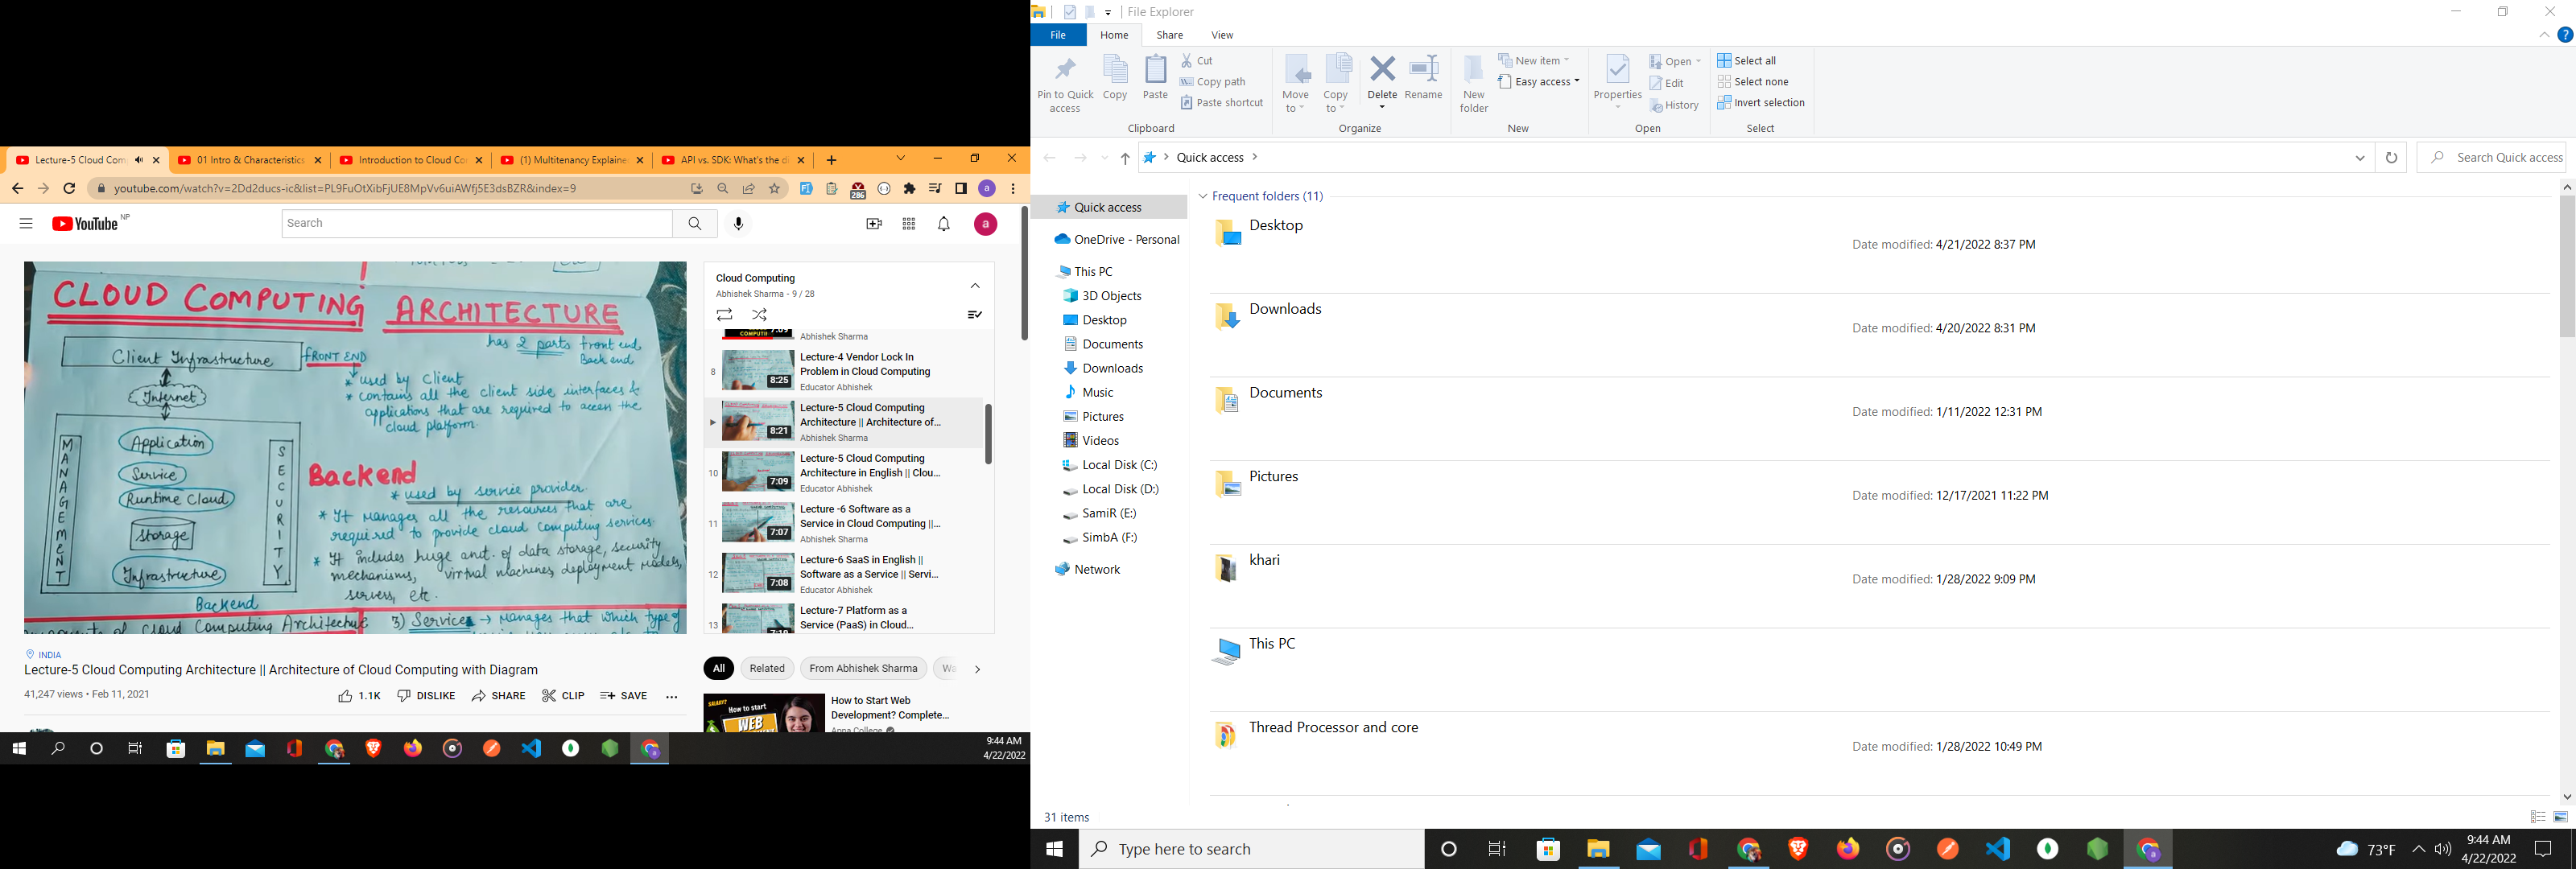 Lecture-5 Cloud Com
01 Intro & Characteristics
Introduction to Cloud Co
(1) Multitenancy Explaine
API vs. SDK: What's the d
youtube.com/watch?v=2Dd2ducs-ic&list=PL9FuOtXibFjUE8MpVv6uiAWfj5E3dsBZR&index=9
286
a
YouTube NP
Search
a
CLOUD COMPUTING ARCHITECTURE
has 2 parts front end,
Back end
Client Infrastructure
FRONT END
Internet
* used by Client
* contains all the client side interfaces &
applications that are required to access the
cloud platform.
MANAGEMENT
Application
Service
Runtime Cloud
Storage
Infrastructure
SECURITY
Backend
Backend
* used by service provider.
* It manages all the resources that are
required to provide cloud computing services.
* It includes huge amt. of data storage, security
mechanisms, virtual machines, deployment models,
servers, etc.
of Cloud Computing Architecture
3) Services → manages that which type of
INDIA
Lecture-5 Cloud Computing Architecture || Architecture of Cloud Computing with Diagram
41,247 views • Feb 11, 2021
1.1K
DISLIKE
SHARE
CLIP
SAVE
Cloud Computing
Abhishek Sharma - 9 / 28
Abhishek Sharma
8
8:25
Lecture-4 Vendor Lock In
Problem in Cloud Computing
Educator Abhishek
8:21
Lecture-5 Cloud Computing
Architecture || Architecture of...
Abhishek Sharma
10
7:09
Lecture-5 Cloud Computing
Architecture in English || Clou...
Educator Abhishek
11
7:07
Lecture -6 Software as a
Service in Cloud Computing ||...
Abhishek Sharma
12
7:08
Lecture-6 SaaS in English ||
Software as a Service || Servi...
Educator Abhishek
13
Lecture-7 Platform as a
Service (PaaS) in Cloud...
All
Related
From Abhishek Sharma
Wa
How to start
WEB
How to Start Web
Development? Complete...
Apna College
9:44 AM
4/22/2022
File Explorer
File
Home
Share
View
Pin to Quick
access
Copy
Paste
Cut
Copy path
Paste shortcut
Clipboard
Move
to
Copy
to
Delete
Rename
Organize
New
folder
New item
Easy access
New
Properties
Open
Edit
History
Open
Select all
Select none
Invert selection
Select
Quick access
Search Quick access
Quick access
OneDrive - Personal
This PC
3D Objects
Desktop
Documents
Downloads
Music
Pictures
Videos
Local Disk (C:)
Local Disk (D:)
SamiR (E:)
SimbA (F:)
Network
Frequent folders (11)
Desktop
Date modified: 4/21/2022 8:37 PM
Downloads
Date modified: 4/20/2022 8:31 PM
Documents
Date modified: 1/11/2022 12:31 PM
Pictures
Date modified: 12/17/2021 11:22 PM
khari
Date modified: 1/28/2022 9:09 PM
This PC
Thread Processor and core
Date modified: 1/28/2022 10:49 PM
31 items
Type here to search
73°F
9:44 AM
4/22/2022